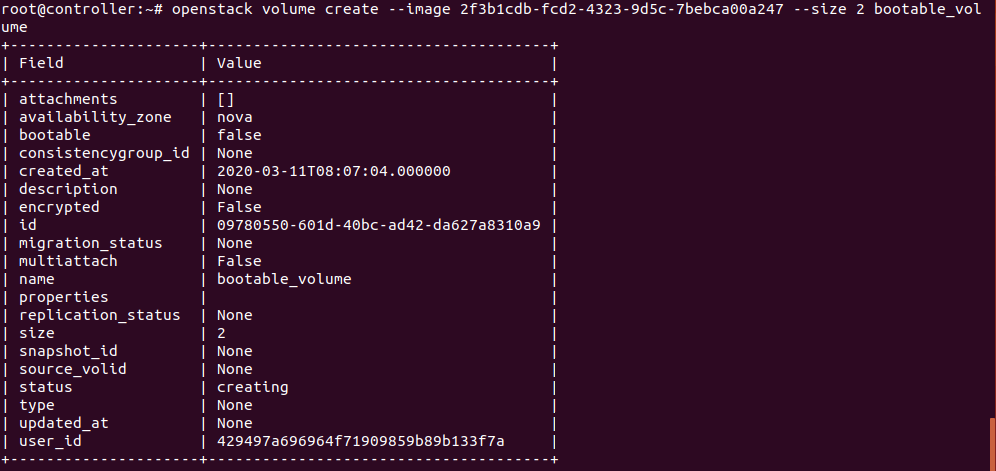 root@controller:~# openstack volume create --image 2f3b1cdb-fcd2-4323-9d5c-7bebca00a247 --size 2 bootable_vol
ume
+---------------------+--------------------------------------+
| Field               | Value                                |
+---------------------+--------------------------------------+
| attachments         | []                                   |
| availability_zone   | nova                                 |
| bootable            | false                                |
| consistencygroup_id | None                                 |
| created_at          | 2020-03-11T08:07:04.000000           |
| description         | None                                 |
| encrypted           | False                                |
| id                  | 09780550-601d-40bc-ad42-da627a8310a9 |
| migration_status    | None                                 |
| multiattach         | False                                |
| name                | bootable_volume                      |
| properties          |                                      |
| replication_status  | None                                 |
| size                | 2                                    |
| snapshot_id         | None                                 |
| source_volid        | None                                 |
| status              | creating                             |
| type                | None                                 |
| updated_at          | None                                 |
| user_id             | 429497a696964f71909859b89b133f7a     |
+---------------------+--------------------------------------+